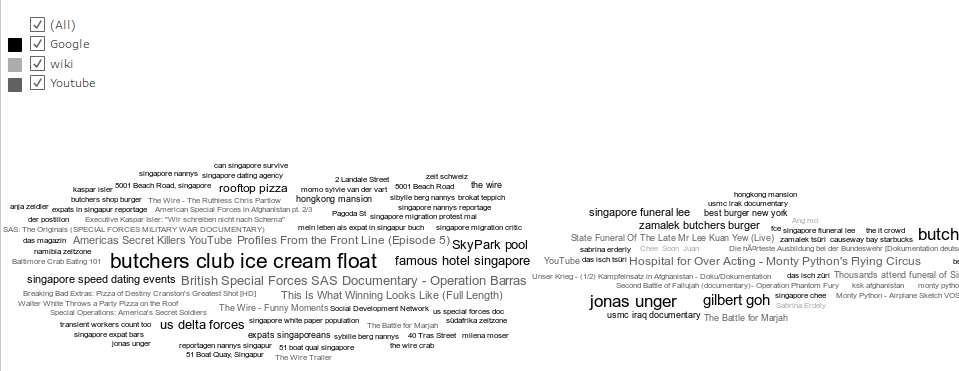 (All)
Google
wiki
Youtube
can singapore survive
singapore nannys
singapore dating agency
2 Landale Street
zeit schweiz
kaspar isler
5001 Beach Road, singapore
rooftop pizza
momo sylvie van der vart
5001 Beach Road
the wire
butchers shop burger
The Wire - The Ruthless Chris Partlow
hongkong mansion
sibylle berg nannys
brokat teppich
anja zeidler
expats in singapur reportage
American Special Forces in Afghanistan pt. 2/3
Pagoda St
singapore nannys reportage
singapore migration protest mai
der postillon
Executive Kaspar Isler: "Wir schreiben nicht nach Schema"
SAS: The Originals (SPECIAL FORCES MILITARY WAR DOCUMENTARY)
mein leben als expat in singapur buch
singapore migration critic
das magazin
Americas Secret Killers
YouTube
Profiles From the Front Line (Episode 5)
SkyPark pool
namibia zeitzone
Baltimore Crab Eating 101
butchers club ice cream float
famous hotel singapore
singapore speed dating events
British Special Forces SAS Documentary - Operation Barras
Breaking Bad Extras: Pizza of Destiny Cranston's Greatest Shot [HD]
This Is What Winning Looks Like (Full Length)
Walter White Throws a Party Pizza on the Roof
The Wire - Funny Moments
Social Development Network
us special forces doc
Special Operations: America's Secret Soldiers
transient workers count too
us delta forces
singapore white paper population
The Battle for Marjah
südafrika zeitzone
singapore expat bars
expats singaporeans
sybille berg nannys
40 Tras Street
milena moser
jonas unger
reportagen nannys singapur
51 boat quai singapore
the wire crab
51 Boat Quay, Singapur
The Wire Trailer
hongkong mansion
usmc irak documentary
singapore funeral lee
best burger new york
Ang mo
zamalek butchers burger
fce
singapore fluneral lee
the it crowd
butch
State Funeral Of The Late Mr Lee Kuan Yew (Live)
zamalek tsüri
causeway bay starbucks
sabrina erderly
Chee Soon Juan
Die hÄPrteste Ausbildung bei der Bundeswehr [Dokumentation deuts
YouTube
das isch tsüri
Hospital for Over Acting - Monty Python's Flying Circus
Unser Krieg - (1/2) Kampfeinsatz in Afghanistan - Doku/Dokumentation
das isch züri
Thousands attend funeral of Si
Second Battle of Fallujah (documentary)- Operation Phantom Fury
ksk afghanistan
monty pytho
jonas unger
gilbert goh
singapore chee
Monty Python - Airplane Sketch VOS
Sabrina Erdely
usmc iraq documentary
The Battle for Marjah